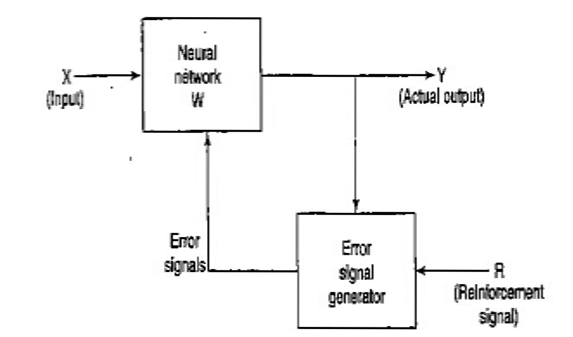 Neural
network
W
X
(Input)
Y
(Actual output)
Error
signals
Error
signal
generator
R
(Reinforcement
signal)